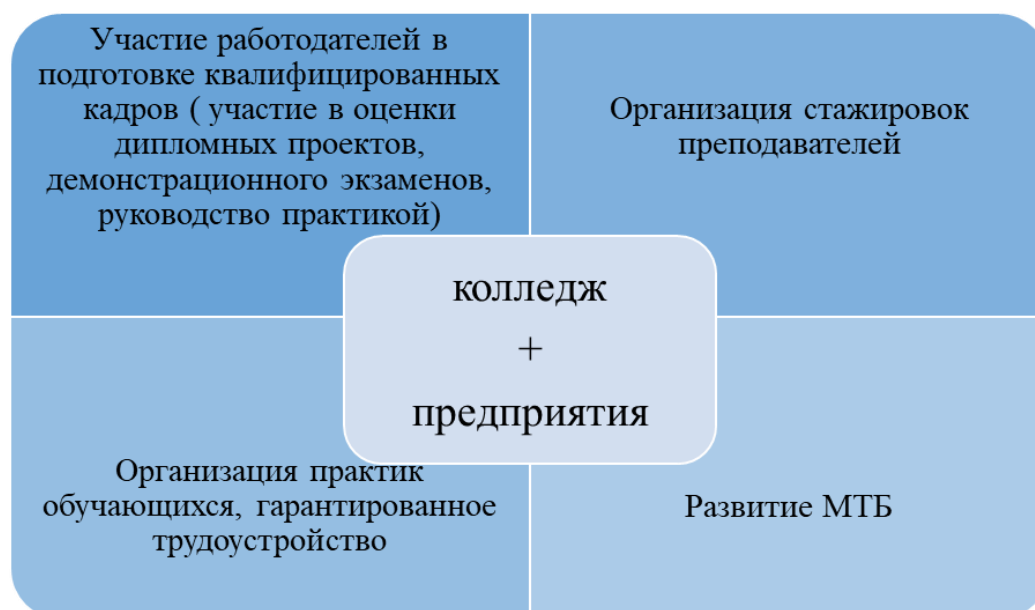 Участие работодателей в
подготовке квалифицированных
кадров ( участие в оценки
дипломных проектов,
демонстрационного экзаменов,
руководство практикой)
Организация стажировок
преподавателей
колледж
+
предприятия
Организация практик
обучающихся, гарантированное
трудоустройство
Развитие МТБ